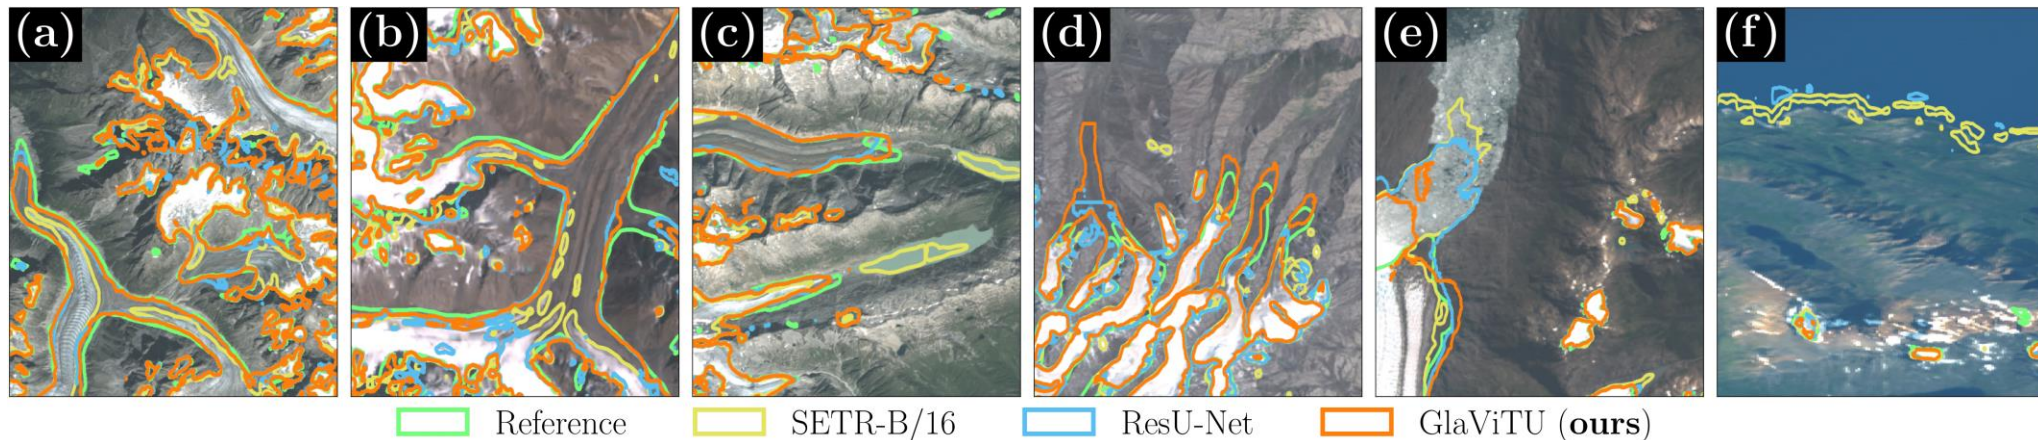 (a) (b) (c) (d) (e) (f)
Reference SETR-B/16 ResU-Net GlaViTU (ours)